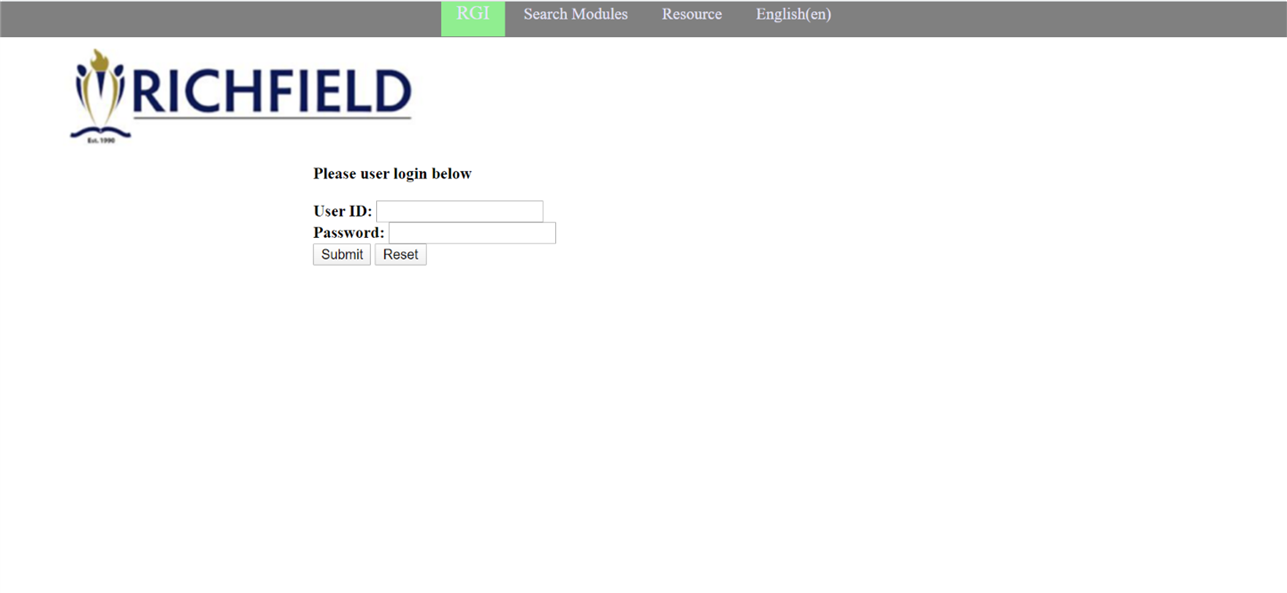 RGI Search Modules Resource English(en)
RICHFIELD
Est. 1990
Please user login below
User ID:
Password:
Submit Reset